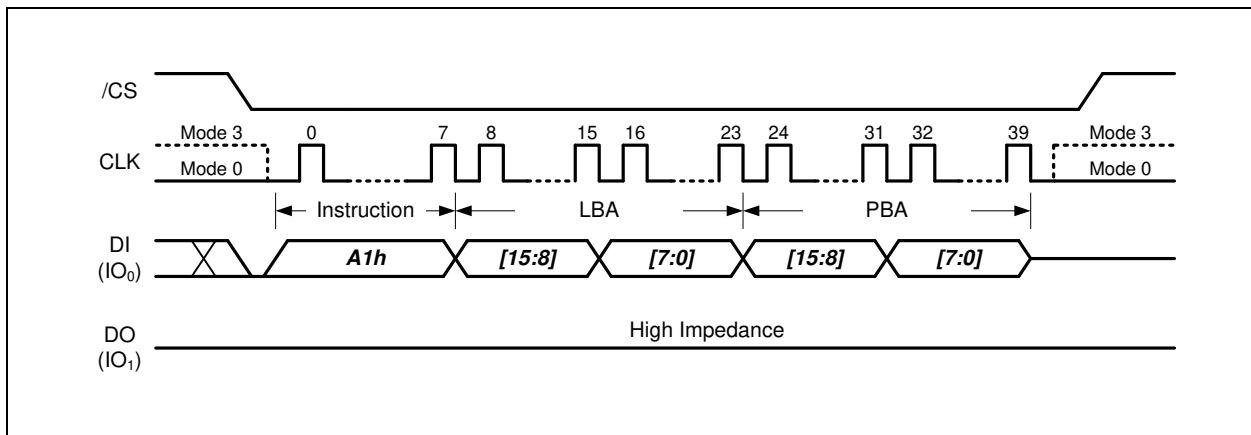 /CS
Mode 3 0 7 8 15 16 23 24 31 32 39 Mode 3
CLK
Mode 0 Mode 0
Instruction LBA PBA
DI
(IO₀)
A1h [15:8] [7:0] [15:8] [7:0]
DO
(IO₁)
High Impedance